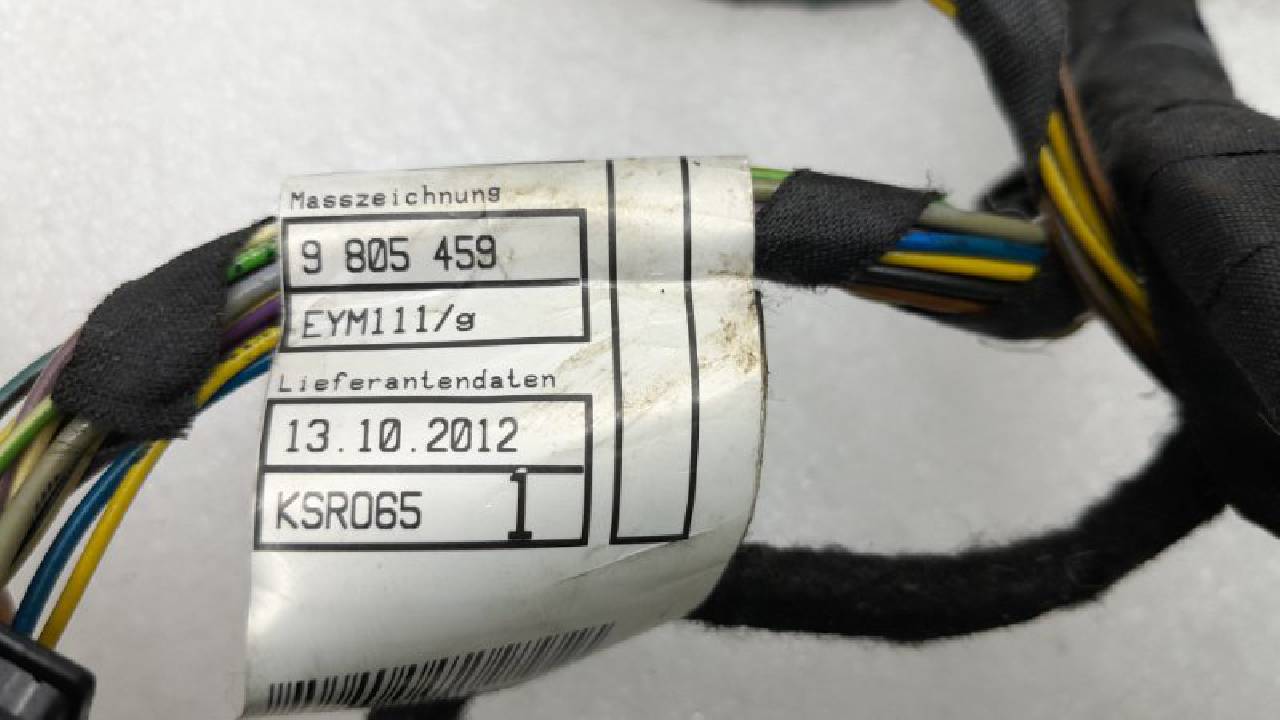 Masszeichnung
9 805 459
EYM111/g
Lieferantendaten
13.10.2012
KSR065 1